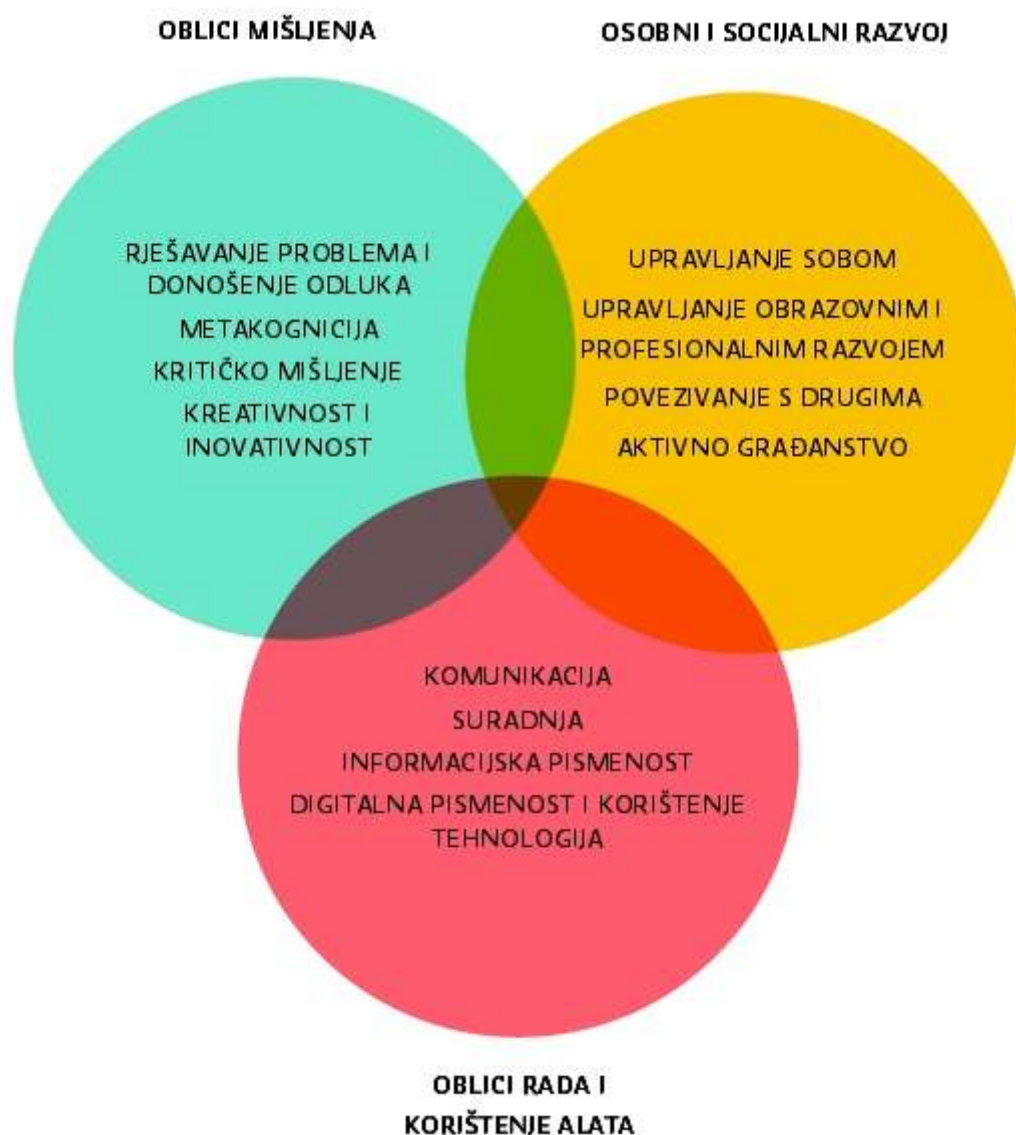 OBLICI MIŠLJENJA
OSOBNI I SOCIJALNI RAZVOJ
RJEŠAVANJE PROBLEMA I
DONOŠENJE ODLUKA
METAKOGNICIJA
KRITIČKO MIŠLJENJE
KREATIVNOST I
INOVATIVNOST
UPRAVLJANJE SOBOM
UPRAVLJANJE OBRAZOVNIM I
PROFESIONALNIM RAZVOJEM
POVEZIVANJE S DRUGIMA
AKTIVNO GRAĐANSTVO
KOMUNIKACIJA
SURADNJA
INFORMACIJSKA PISMENOST
DIGITALNA PISMENOST I KORIŠTENJE
TEHNOLOGIJA
OBLICI RADA I
KORIŠTENJE ALATA